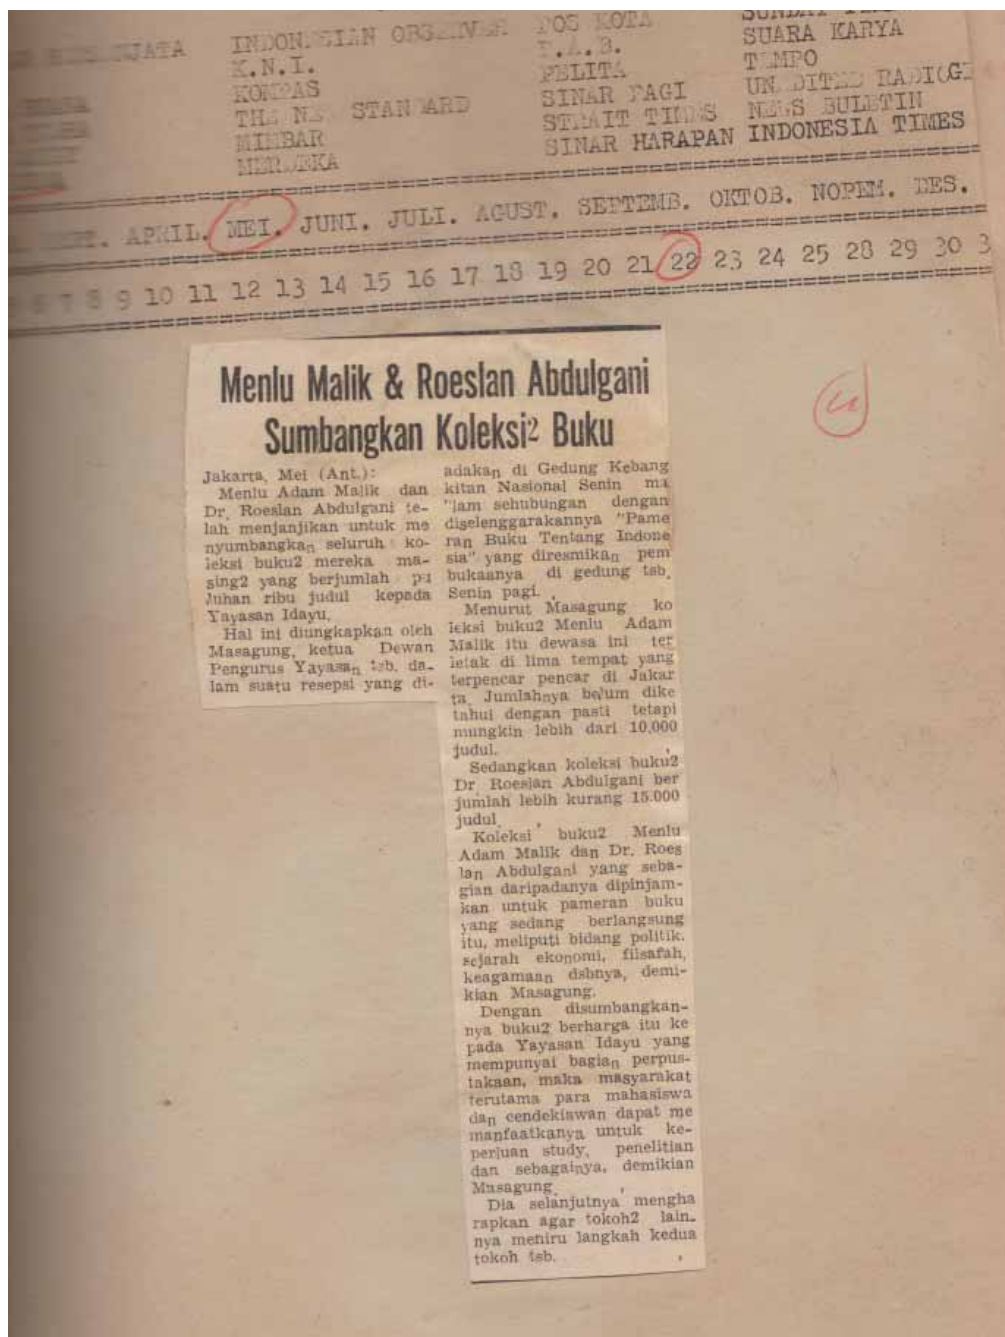 INDONESIAN OBSERVER POS KOTA
SUARA KARYA
K.N.I. P.A.B. TEMPO
KOMPAS PELITA UN EDITED
THE NEW STANDARD SINAR PAGI NEWS BULETIN
MIMBAR STRAIT TIMES INDONESIA TIMES
MERDEKA SINAR HARAPAN
APRIL. MEI. JUNI. JULI. AGUST. SEPTEMB. OKTOB. NOPEM. DES.
8 9 10 11 12 13 14 15 16 17 18 19 20 21 22 23 24 25 28 29 30 3
Menlu Malik & Roeslan Abdulgani
Sumbangkan Koleksi2 Buku
Jakarta, Mei (Ant.):
Menlu Adam Malik dan
Dr. Roeslan Abdulgani te-
lah menjanjikan untuk me
nyumbangkan seluruh ko-
leksi buku2 mereka ma-
sing2 yang berjumlah pu
luhan ribu judul kepada
Yayasan Idayu.
Hal ini diungkapkan oleh
Masagung, ketua Dewan
Pengurus Yayasan tsb. da-
lam suatu resepsi yang di-
adakan di Gedung Kebang
kitan Nasional Senin ma
"lam sehubungan dengan
diselenggarakannya "Pame
ran Buku Tentang Indone
sia" yang diresmikan pem
bukaanya di gedung tsb.
Senin pagi.
Menurut Masagung ko
leksi buku2 Menlu Adam
Malik itu dewasa ini ter
letak di lima tempat yang
terpencar pencar di Jakar
ta. Jumlahnya belum dike
tahui dengan pasti tetapi
mungkin lebih dari 10.000
judul.
Sedangkan koleksi buku2
Dr Roeslan Abdulgani ber
jumlah lebih kurang 15.000
judul.
Koleksi buku2 Menlu
Adam Malik dan Dr. Roes
lan Abdulgani yang seba-
gian daripadanya dipinjam-
kan untuk pameran buku
yang sedang berlangsung
itu, meliputi bidang politik.
sejarah ekonomi, filsafah,
keagamaan dsbnya, demi-
kian Masagung.
Dengan disumbangkan-
nya buku2 berharga itu ke
pada Yayasan Idayu yang
mempunyai bagian perpus-
takaan, maka masyarakat
terutama para mahasiswa
dan cendekiawan dapat me
manfaatkanya untuk ke-
perluan study, penelitian
dan sebagainya, demikian
Masagung
Dia selanjutnya mengha
rapkan agar tokoh2 lain-
nya meniru langkah kedua
tokoh tsb.